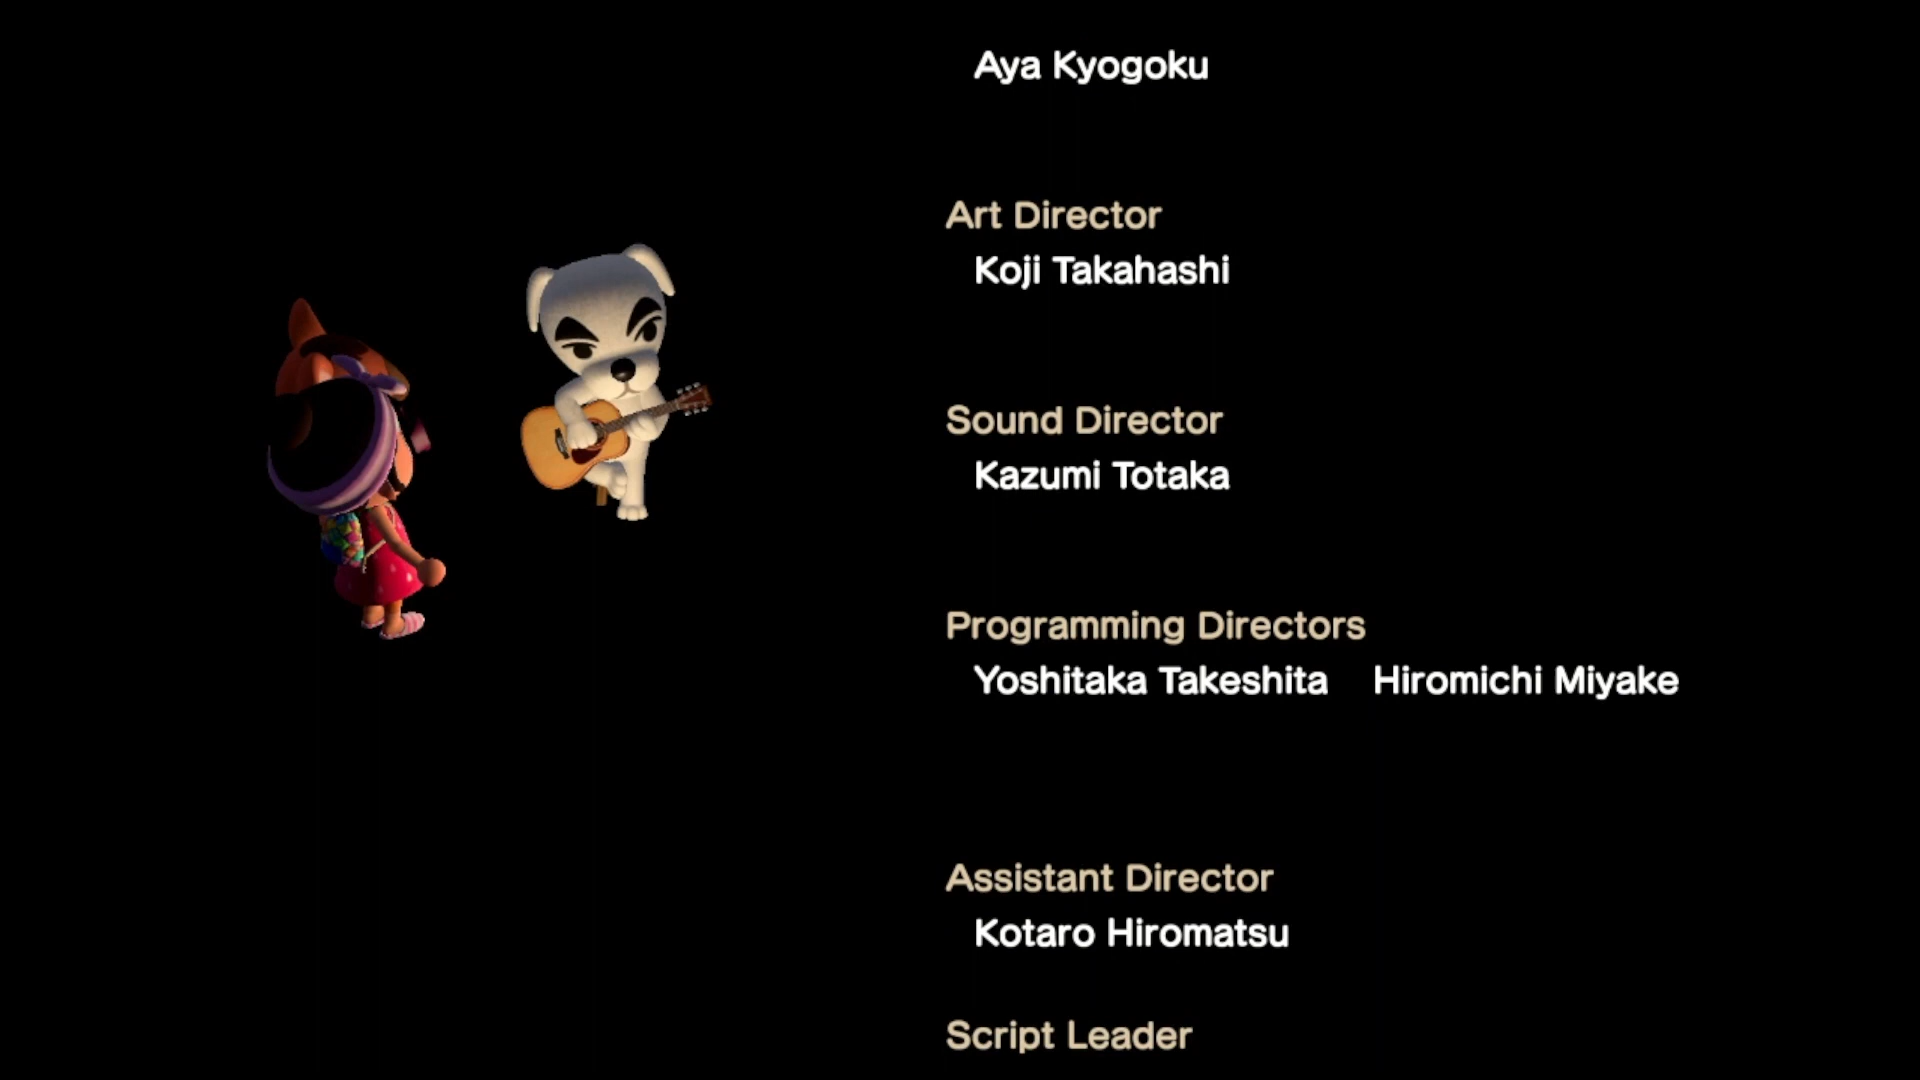 Aya Kyogoku
Art Director
Koji Takahashi
Sound Director
Kazumi Totaka
Programming Directors
Yoshitaka Takeshita Hiromichi Miyake
Assistant Director
Kotaro Hiromatsu
Script Leader